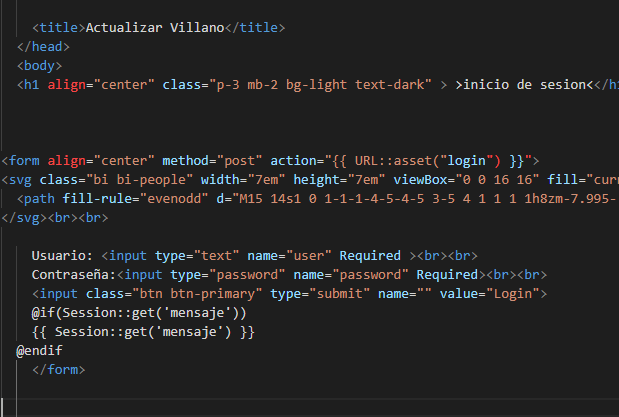 <title>Actualizar Villano</title>
</head>
<body>
<h1 align="center" class="p-3 mb-2 bg-light text-dark" > >inicio de sesion<</h1
<form align="center" method="post" action="{{ URL::asset("login") }}">
<svg class="bi bi-people" width="7em" height="7em" viewBox="0 0 16 16" fill="curr
<path fill-rule="evenodd" d="M15 14s1 0 1-1-1-4-5-4-5 3-5 4 1 1 1 1h8zm-7.995-
</svg><br><br>
Usuario: <input type="text" name="user" Required ><br><br>
Contraseña:<input type="password" name="password" Required><br><br>
<input class="btn btn-primary" type="submit" name="" value="Login">
@if(Session::get('mensaje'))
{{ Session::get('mensaje') }}
@endif
</form>